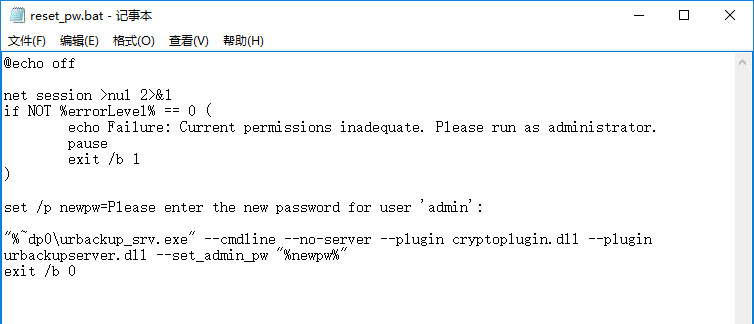 reset_pw.bat - 记事本
文件(F) 编辑(E) 格式(O) 查看(V) 帮助(H)
@echo off
net session >nul 2>&1
if NOT %errorLevel% == 0 (
echo Failure: Current permissions inadequate. Please run as administrator.
pause
exit /b 1
)
set /p newpw=Please enter the new password for user 'admin':
"%~dp0\urbackup_srv.exe" --cmdline --no-server --plugin cryptoplugin.dll --plugin
urbackupserver.dll --set_admin_pw "%newpw%"
exit /b 0